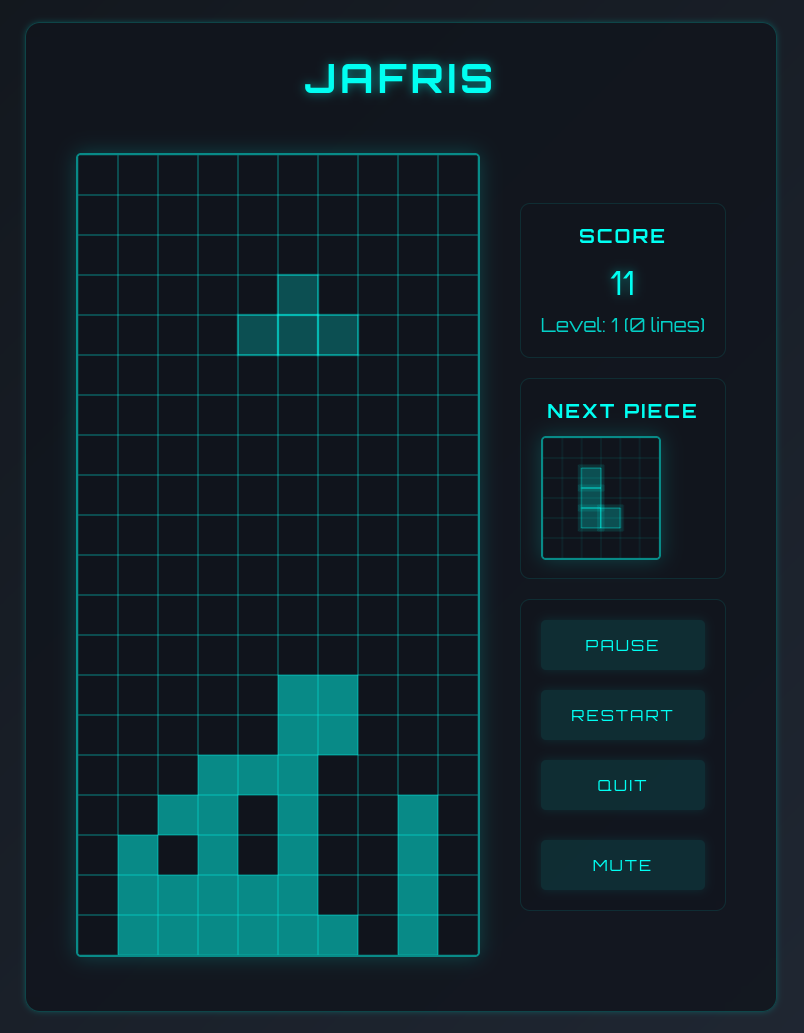 JAFRIS
SCORE
11
Level: 1 (0 lines)
NEXT PIECE
PAUSE
RESTART
QUIT
MUTE